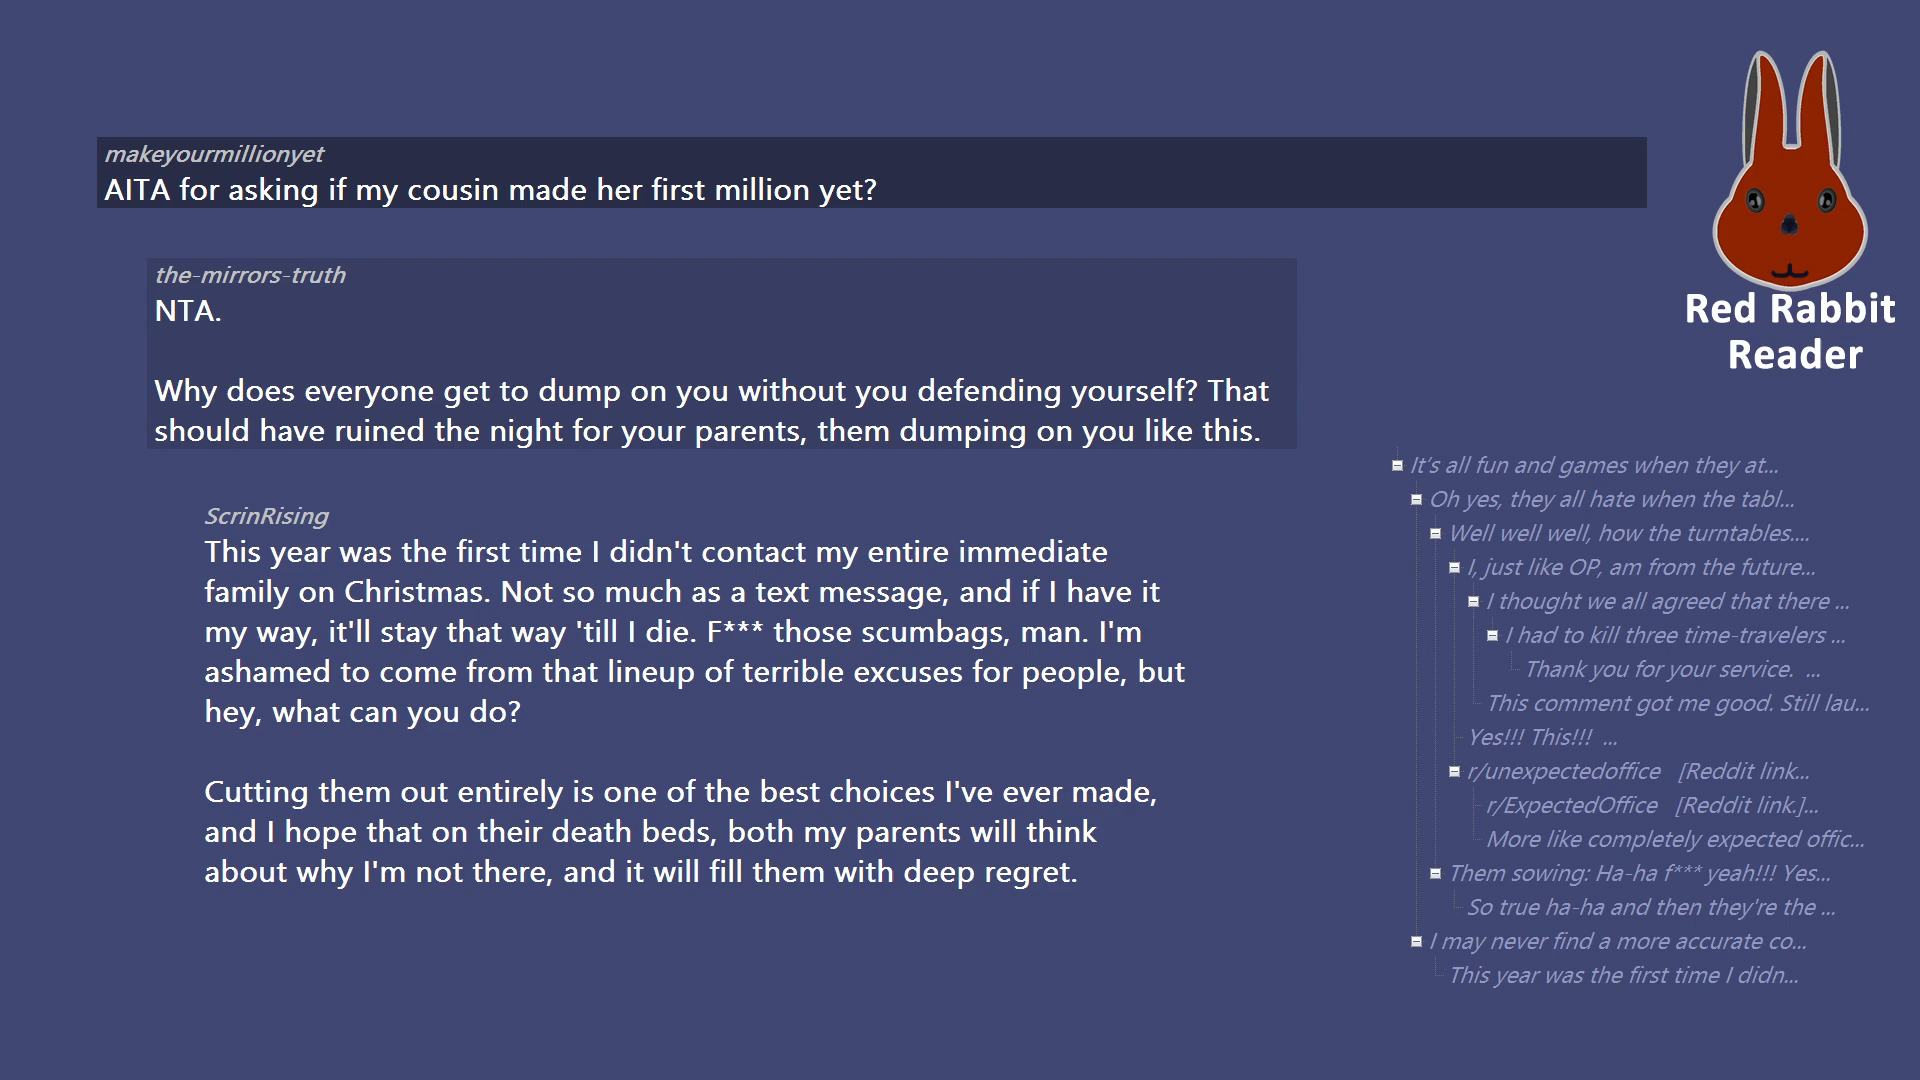 makeyourmillionyet
AITA for asking if my cousin made her first million yet?
the-mirrors-truth
NTA.
Why does everyone get to dump on you without you defending yourself? That
should have ruined the night for your parents, them dumping on you like this.
ScrinRising
This year was the first time I didn't contact my entire immediate
family on Christmas. Not so much as a text message, and if I have it
my way, it'll stay that way 'till I die. F*** those scumbags, man. I'm
ashamed to come from that lineup of terrible excuses for people, but
hey, what can you do?
Cutting them out entirely is one of the best choices I've ever made,
and I hope that on their death beds, both my parents will think
about why I'm not there, and it will fill them with deep regret.
Red Rabbit
Reader
It's all fun and games when they at...
Oh yes, they all hate when the tabl...
Well well well, how the turntables....
I, just like OP, am from the future...
I thought we all agreed that there ...
I had to kill three time-travelers ...
Thank you for your service.  ...
This comment got me good. Still lau...
Yes!!! This!!!  ...
r/unexpectedoffice   [Reddit link...
r/ExpectedOffice   [Reddit link.]...
More like completely expected offic...
Them sowing: Ha-ha f*** yeah!!! Yes...
So true ha-ha and then they're the ...
I may never find a more accurate co...
This year was the first time I didn...